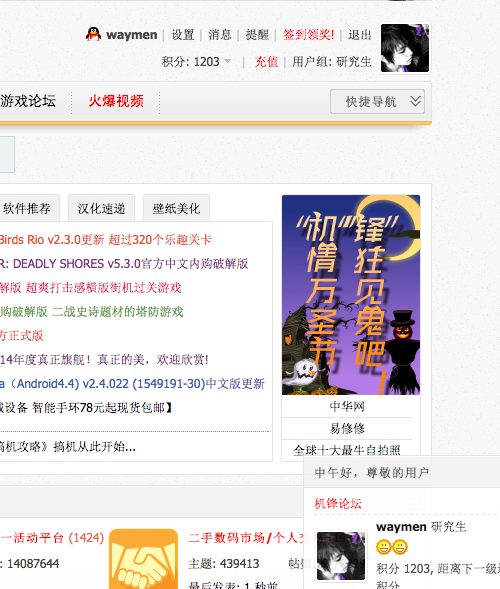 waymen | 设置 | 消息 | 提醒 | 签到领奖! | 退出
积分: 1203 | 充值 | 用户组: 研究生
游戏论坛 火爆视频 快捷导航
软件推荐 汉化速递 壁纸美化
Birds Rio v2.3.0更新 超过320个乐趣关卡
R: DEADLY SHORES v5.3.0官方中文内购破解版
解版 超爽打击感横版街机过关游戏
购破解版 二战史诗题材的塔防游戏
方正式版
14年度真正旗舰！真正的美，欢迎欣赏!
a（Android4.4) v2.4.022 (1549191-30)中文版更新
设备 智能手环78元起现货包邮】
搞机攻略》搞机从此开始...
"机"情万圣节
"锋"狂见鬼吧！
中华网
易修修
全球十大最牛自拍照
中午好，尊敬的用户
机锋论坛
waymen 研究生
积分 1203, 距离下一级
积分
一活动平台 (1424)
: 14087644
二手数码市场/个人
主题: 439413 帖
最后发表: 1 秒前